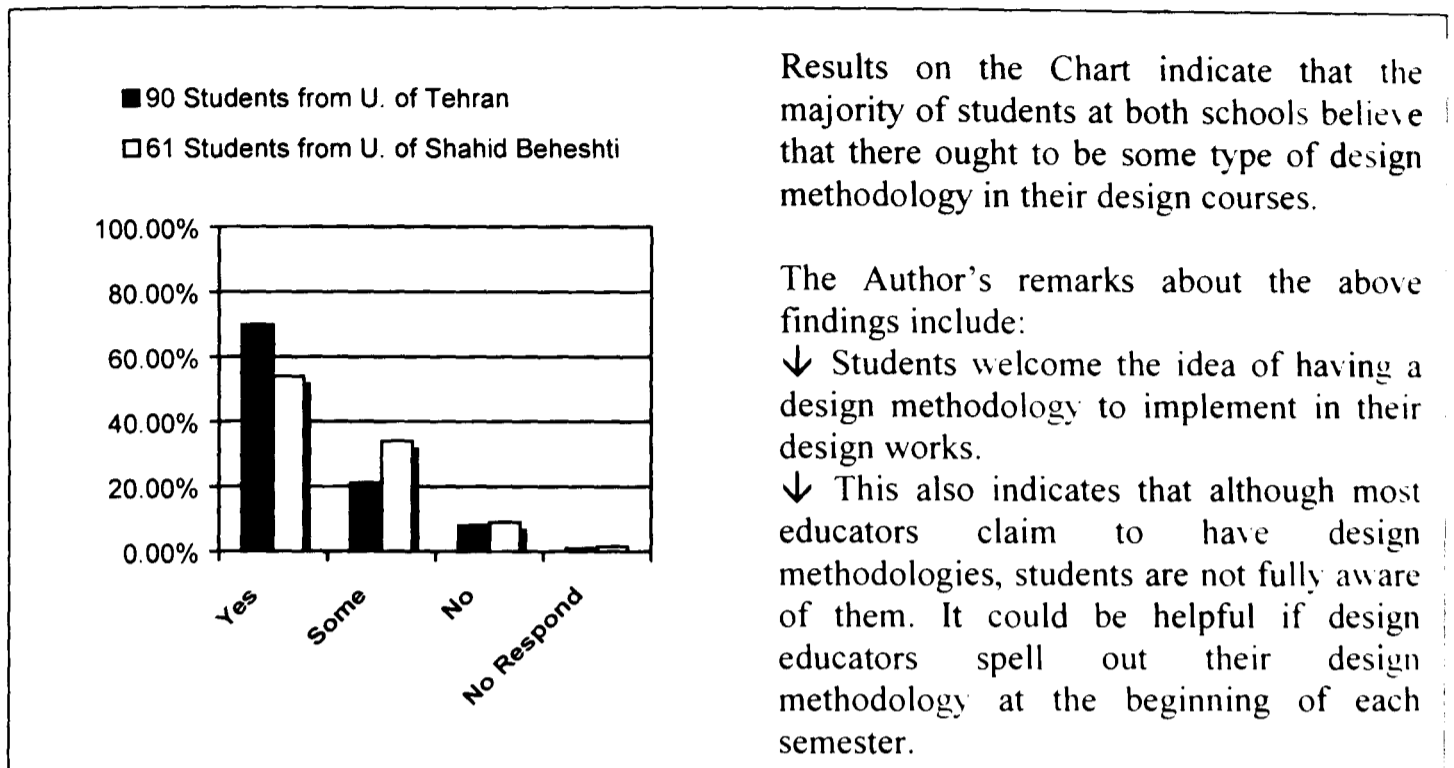 ■90 Students from U. of Tehran
□61 Students from U. of Shahid Beheshti
100.00%
80.00%
60.00%
40.00%
20.00%
0.00%
Yes
Some
No
No Respond
Results on the Chart indicate that the
majority of students at both schools believe
that there ought to be some type of design
methodology in their design courses.
The Author's remarks about the above
findings include:
↓ Students welcome the idea of having a
design methodology to implement in their
design works.
↓ This also indicates that although most
educators claim to have design
methodologies, students are not fully aware
of them. It could be helpful if design
educators spell out their design
methodology at the beginning of each
semester.